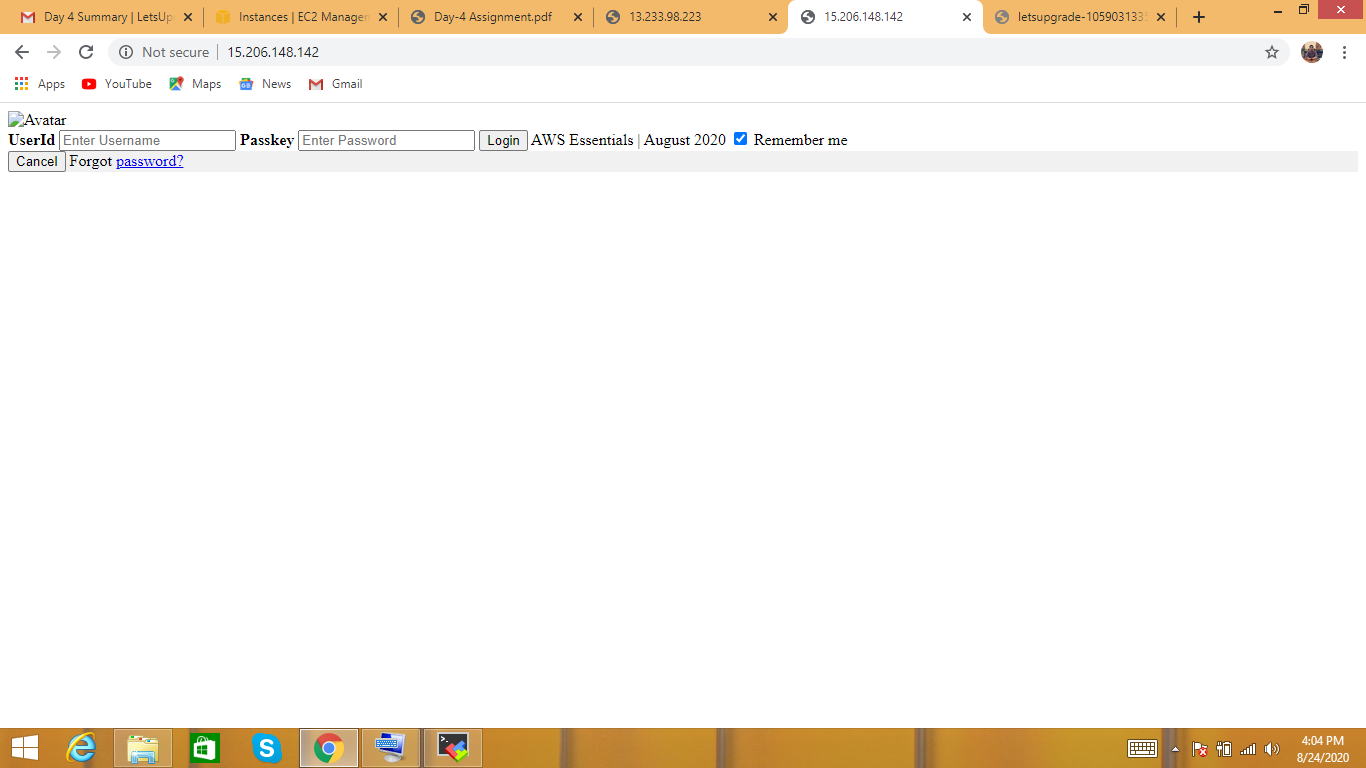 Day 4 Summary | LetsUp
Instances | EC2 Managem
Day-4 Assignment.pdf
13.233.98.223
15.206.148.142
letsupgrade-1059031335
Not secure 15.206.148.142
Apps YouTube Maps News Gmail
Avatar
UserId Enter Username Passkey Enter Password Login AWS Essentials | August 2020 Remember me
Cancel Forgot password?
4:04 PM
8/24/2020